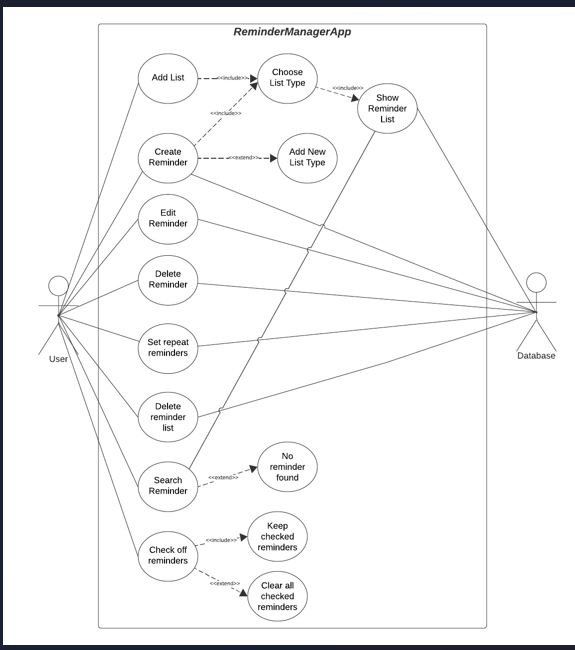 ReminderManagerApp
Add List
<<include>>
Choose
List Type
<<include>>
Show
Reminder
List
<<include>>
Create
Reminder
<<extend>>
Add New
List Type
Edit
Reminder
Delete
Reminder
User
Set repeat
reminders
Database
Delete
reminder
list
Search
Reminder
<<extend>>
No
reminder
found
Check off
reminders
<<include>>
Keep
checked
reminders
<<extend>>
Clear all
checked
reminders